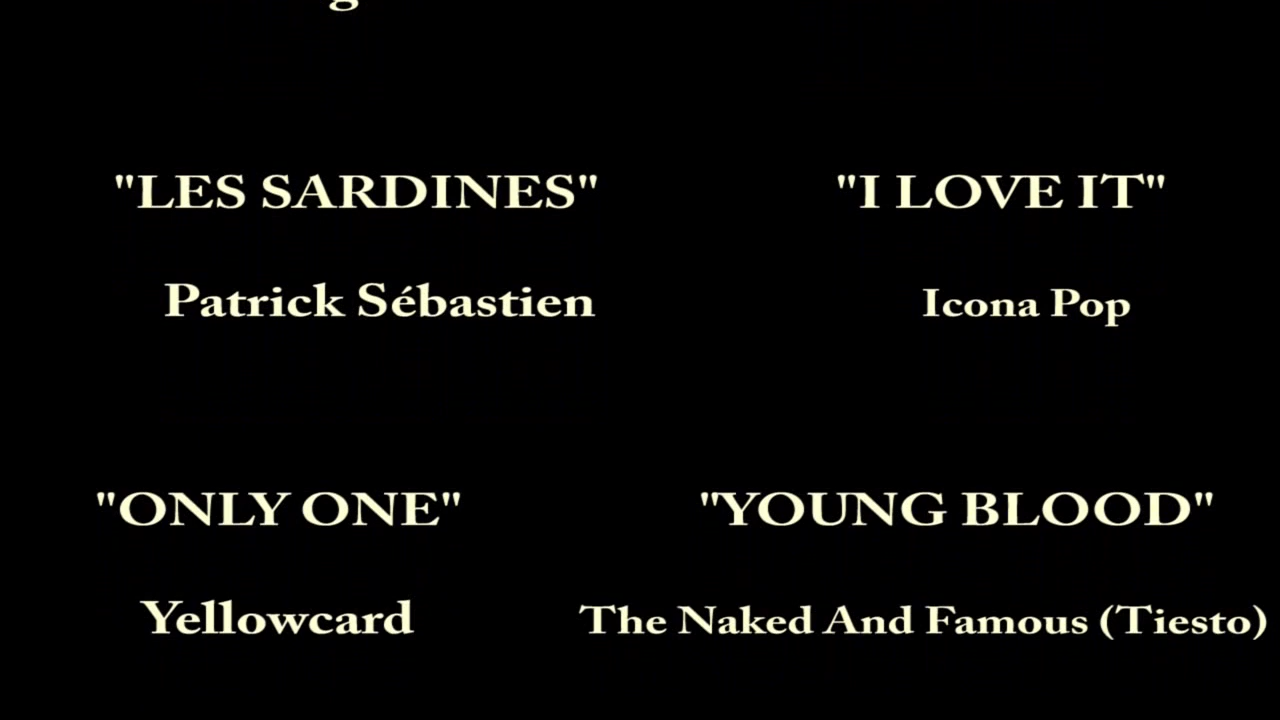 "LES SARDINES"
Patrick Sébastien
"I LOVE IT"
Icona Pop
"ONLY ONE"
Yellowcard
"YOUNG BLOOD"
The Naked And Famous (Tiesto)